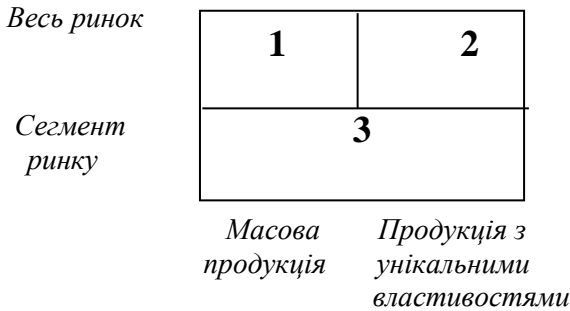 Весь ринок
1
2
Сегмент
ринку
3
Масова
продукція
Продукція з
унікальними
властивостями